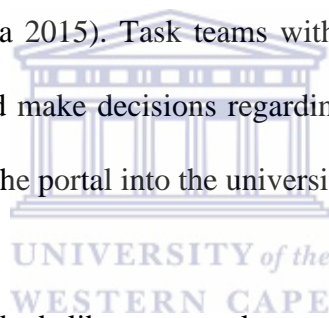 a 2015). Task teams with
make decisions regardin
he portal into the universi
UNIVERSITY of the
WESTERN CAPE